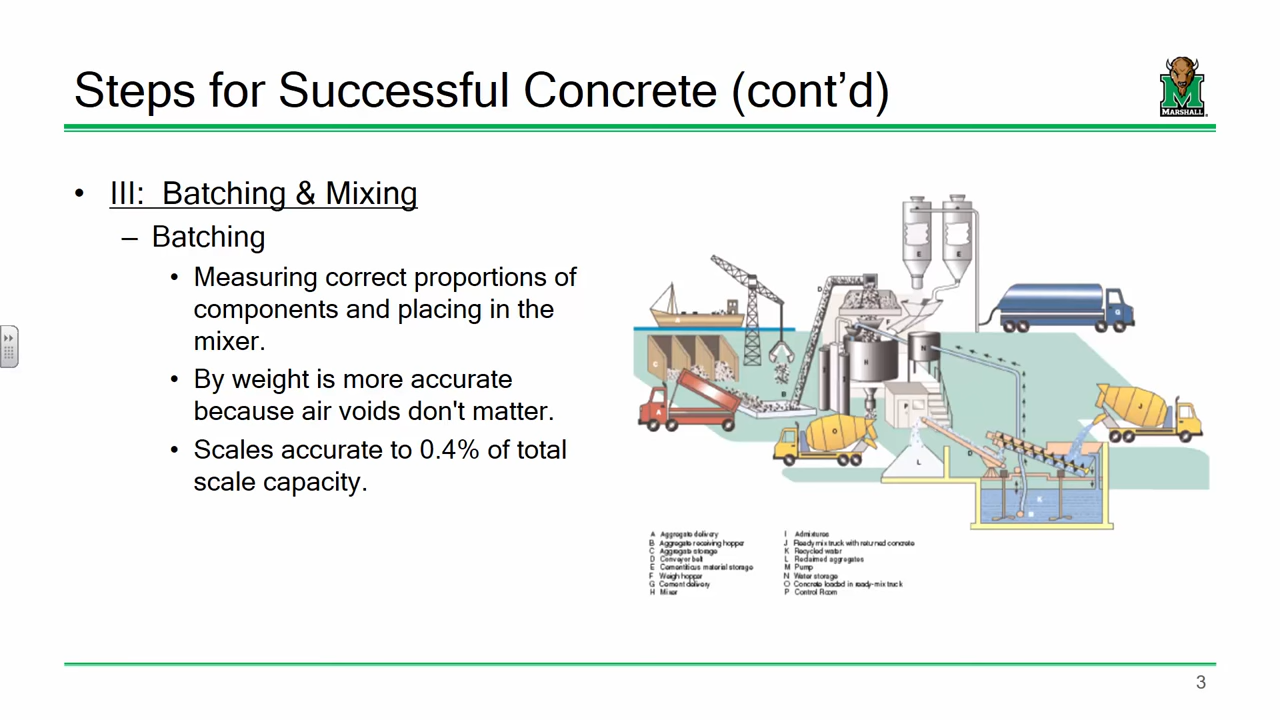 Steps for Successful Concrete (cont’d)
MARSHALL
• III: Batching & Mixing
– Batching
• Measuring correct proportions of
components and placing in the
mixer.
• By weight is more accurate
because air voids don't matter.
• Scales accurate to 0.4% of total
scale capacity.
E E
D
F
B
G
C
H
I
N
B
A
P
J
O
D
L
K
M
A Aggregate delivery
B Aggregate receiving hopper
C Aggregate storage
D Conveyor belt
E Cementitious material storage
F Weigh hopper
G Cement delivery
H Mixer
I Admixtures
J Ready mix truck with returned concrete
K Recycled water
L Reclaimed aggregates
M Pump
N Water storage
O Concrete loaded in ready-mix truck
P Control Room
3